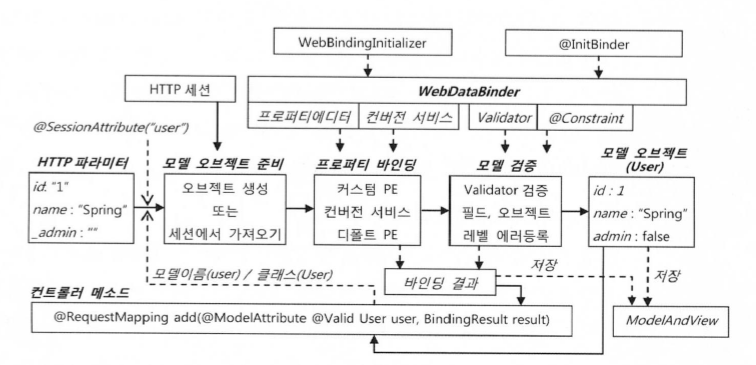 WebBindingInitializer
@InitBinder
HTTP 세션
WebDataBinder
프로퍼티에디터
컨버전 서비스
Validator
@Constraint
@SessionAttribute("user")
HTTP 파라미터
모델 오브젝트 준비
프로퍼티 바인딩
모델 검증
모델 오브젝트
(User)
id: "1"
name : "Spring"
_admin : ""
오브젝트 생성
또는
세션에서 가져오기
커스텀 PE
컨버전 서비스
디폴트 PE
Validator 검증
필드, 오브젝트
레벨 에러등록
id : 1
name : "Spring"
admin : false
모델이름(user) / 클래스(User)
바인딩 결과
저장
저장
컨트롤러 메소드
@RequestMapping add(@ModelAttribute @Valid User user, BindingResult result)
ModelAndView